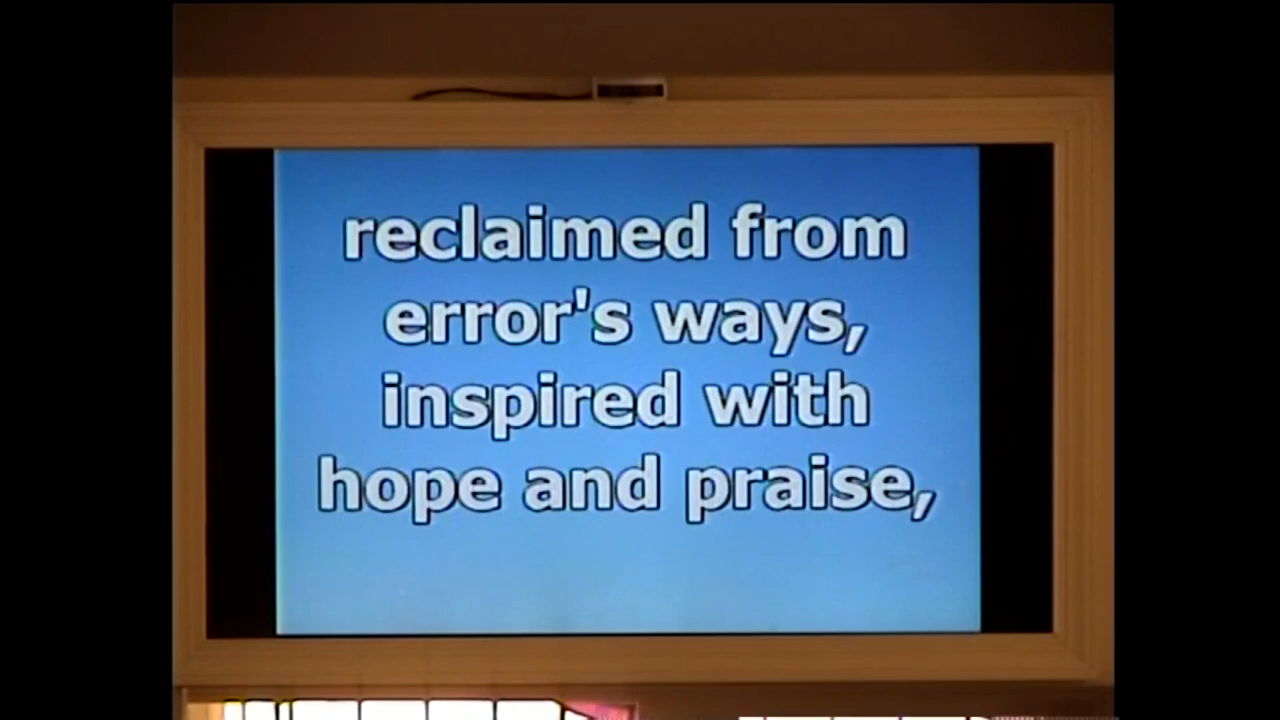 reclaimed from
error's ways,
inspired with
hope and praise,